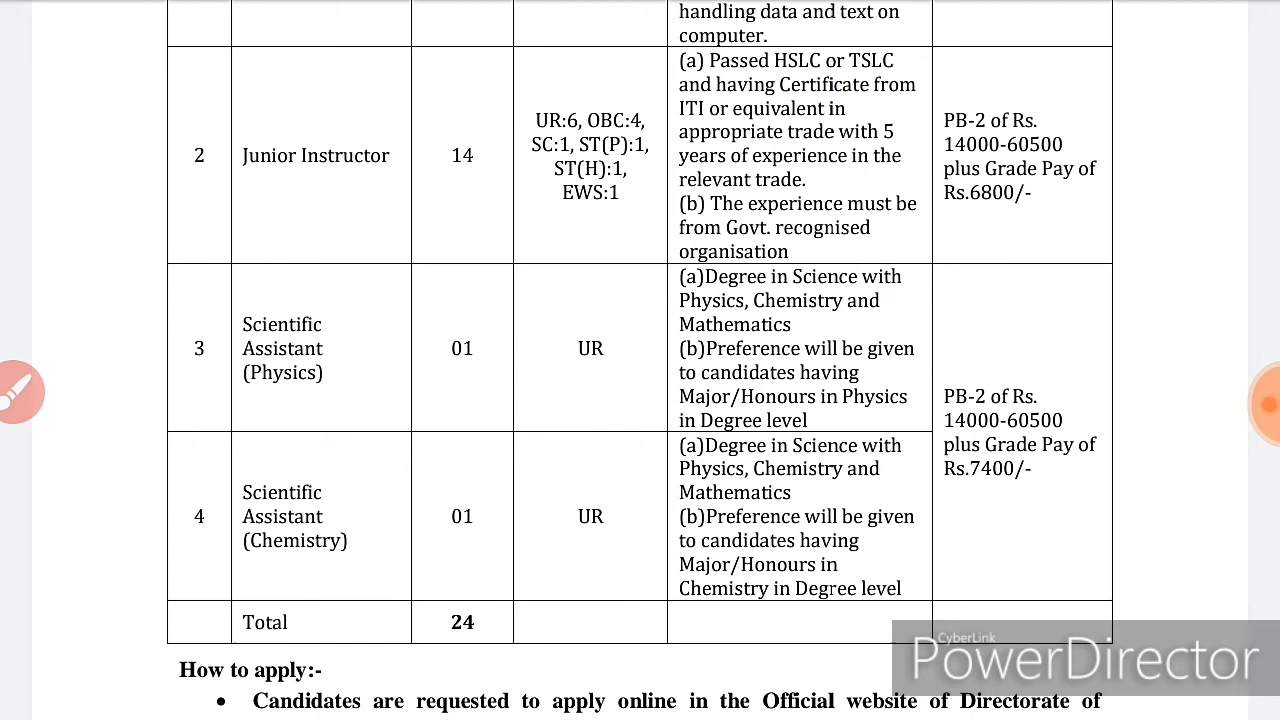 handling data and text on
computer.
2
Junior Instructor
14
UR:6, OBC:4,
SC:1, ST(P):1,
ST(H):1,
EWS:1
(a) Passed HSLC or TSLC
and having Certificate from
ITI or equivalent in
appropriate trade with 5
years of experience in the
relevant trade.
(b) The experience must be
from Govt. recognised
organisation
PB-2 of Rs.
14000-60500
plus Grade Pay of
Rs.6800/-
3
Scientific
Assistant
(Physics)
01
UR
(a)Degree in Science with
Physics, Chemistry and
Mathematics
(b)Preference will be given
to candidates having
Major/Honours in Physics
in Degree level
PB-2 of Rs.
14000-60500
plus Grade Pay of
Rs.7400/-
4
Scientific
Assistant
(Chemistry)
01
UR
(a)Degree in Science with
Physics, Chemistry and
Mathematics
(b)Preference will be given
to candidates having
Major/Honours in
Chemistry in Degree level
Total
24
How to apply:-
• Candidates are requested to apply online in the Official website of Directorate of
CyberLink
PowerDirector